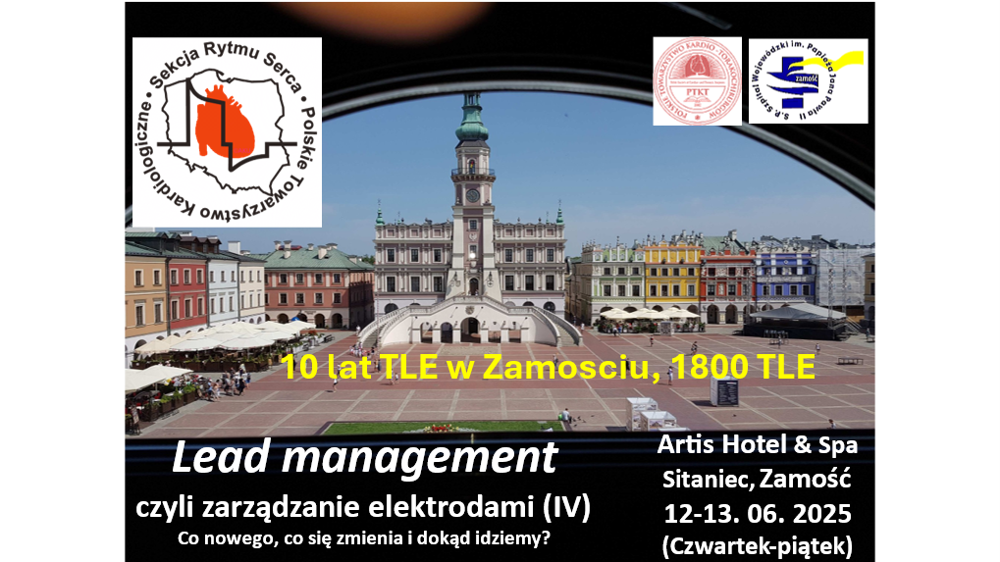 Sekcja Rytmu Serca • Polskie Towarzystwo Kardiologiczne •
POLSKIE TOWARZYSTWO KARDIO - TORAKOCHIRURGÓW
PTKT
S.P. Szpital Wojewódzki im. Papieża Jana Pawła II
zamość
10 lat TLE w Zamosciu, 1800 TLE
Lead management
czyli zarządzanie elektrodami (IV)
Co nowego, co się zmienia i dokąd idziemy?
Artis Hotel & Spa
Sitaniec, Zamość
12-13. 06. 2025
(Czwartek-piątek)